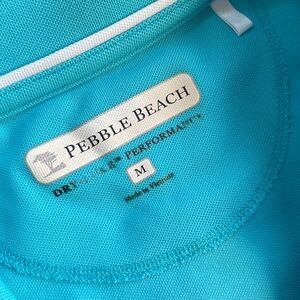 PEBBLE BEACH
PERFORMANCE
M
Made in Vietnam